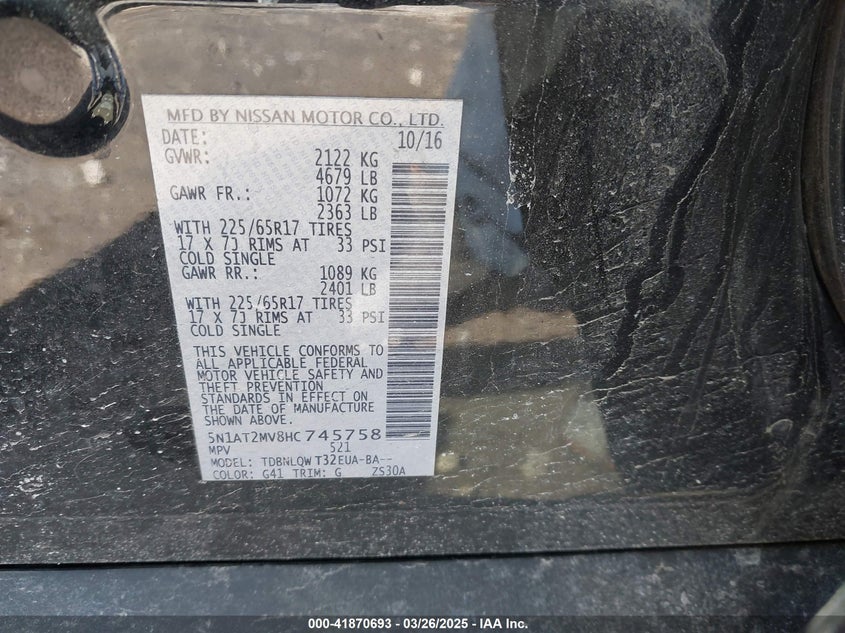 MFD BY NISSAN MOTOR CO., LTD.
DATE: 10/16
GVWR: 2122 KG
4679 LB
GAWR FR.: 1072 KG
2363 LB
WITH 225/65R17 TIRES
17 X 7J RIMS AT 33 PSI
COLD SINGLE
GAWR RR.: 1089 KG
2401 LB
WITH 225/65R17 TIRES
17 X 7J RIMS AT 33 PSI
COLD SINGLE
THIS VEHICLE CONFORMS TO
ALL APPLICABLE FEDERAL
MOTOR VEHICLE SAFETY AND
THEFT PREVENTION
STANDARDS IN EFFECT ON
THE DATE OF MANUFACTURE
SHOWN ABOVE.
5N1AT2MV8HC745758
MPV 521
MODEL: TDBNLQW T32EUA-BA--
COLOR: G41 TRIM: G ZS30A
000-41870693 - 03/26/2025 - IAA Inc.